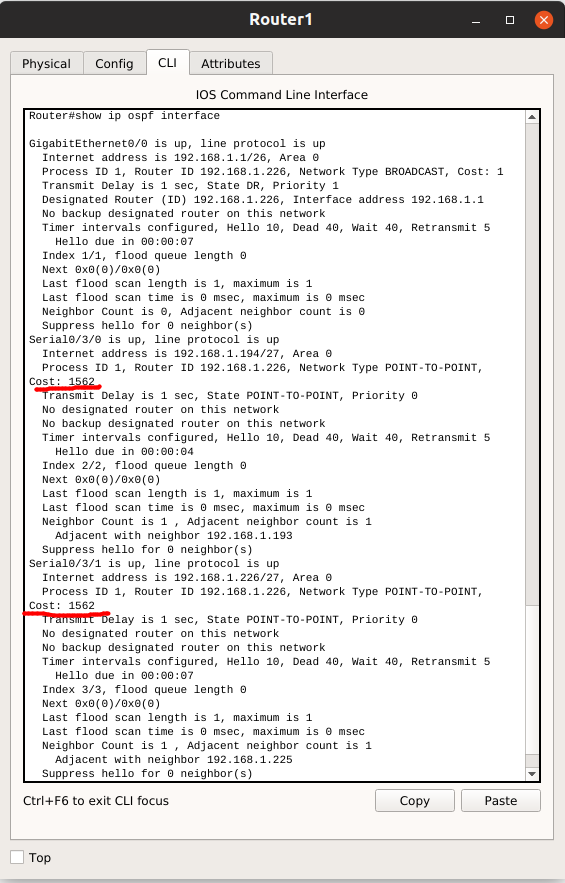 Router1
Physical Config CLI Attributes
IOS Command Line Interface
Router#show ip ospf interface
GigabitEthernet0/0 is up, line protocol is up
Internet address is 192.168.1.1/26, Area 0
Process ID 1, Router ID 192.168.1.226, Network Type BROADCAST, Cost: 1
Transmit Delay is 1 sec, State DR, Priority 1
Designated Router (ID) 192.168.1.226, Interface address 192.168.1.1
No backup designated router on this network
Timer intervals configured, Hello 10, Dead 40, Wait 40, Retransmit 5
Hello due in 00:00:07
Index 1/1, flood queue length 0
Next 0x0(0)/0x0(0)
Last flood scan length is 1, maximum is 1
Last flood scan time is 0 msec, maximum is 0 msec
Neighbor Count is 0, Adjacent neighbor count is 0
Suppress hello for 0 neighbor(s)
Serial0/3/0 is up, line protocol is up
Internet address is 192.168.1.194/27, Area 0
Process ID 1, Router ID 192.168.1.226, Network Type POINT-TO-POINT,
Cost: 1562
Transmit Delay is 1 sec, State POINT-TO-POINT, Priority 0
No designated router on this network
No backup designated router on this network
Timer intervals configured, Hello 10, Dead 40, Wait 40, Retransmit 5
Hello due in 00:00:04
Index 2/2, flood queue length 0
Next 0x0(0)/0x0(0)
Last flood scan length is 1, maximum is 1
Last flood scan time is 0 msec, maximum is 0 msec
Neighbor Count is 1 , Adjacent neighbor count is 1
Adjacent with neighbor 192.168.1.193
Suppress hello for 0 neighbor(s)
Serial0/3/1 is up, line protocol is up
Internet address is 192.168.1.226/27, Area 0
Process ID 1, Router ID 192.168.1.226, Network Type POINT-TO-POINT,
Cost: 1562
Transmit Delay is 1 sec, State POINT-TO-POINT, Priority 0
No designated router on this network
No backup designated router on this network
Timer intervals configured, Hello 10, Dead 40, Wait 40, Retransmit 5
Hello due in 00:00:07
Index 3/3, flood queue length 0
Next 0x0(0)/0x0(0)
Last flood scan length is 1, maximum is 1
Last flood scan time is 0 msec, maximum is 0 msec
Neighbor Count is 1 , Adjacent neighbor count is 1
Adjacent with neighbor 192.168.1.225
Suppress hello for 0 neighbor(s)
Ctrl+F6 to exit CLI focus Copy Paste
Top